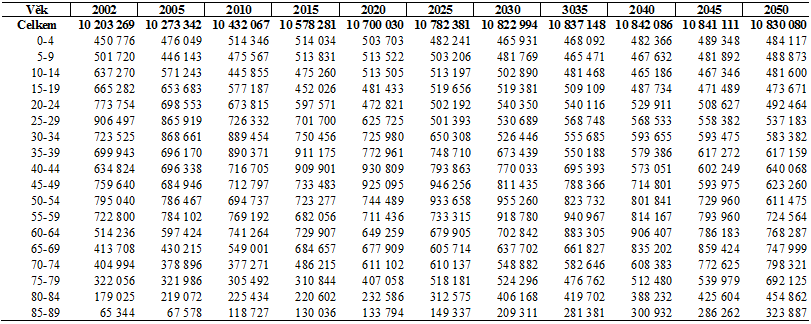 Věk 2002 2005 2010 2015 2020 2025 2030 3035 2040 2045 2050
Celkem 10 203 269 10 273 342 10 432 067 10 578 281 10 700 030 10 782 381 10 822 994 10 837 148 10 842 086 10 841 111 10 830 080
0-4 450 776 476 049 514 346 514 034 503 703 482 241 465 931 468 092 482 366 489 348 484 117
5-9 501 720 446 143 475 567 513 831 513 522 503 206 481 769 465 471 467 632 481 892 488 873
10-14 637 270 571 243 445 855 475 260 513 505 513 197 502 890 481 468 465 186 467 346 481 600
15-19 665 282 653 683 577 187 452 026 481 433 519 656 519 381 509 109 487 734 471 489 473 671
20-24 773 754 698 553 673 815 597 571 472 821 502 192 540 350 540 116 529 911 508 627 492 464
25-29 906 497 865 919 726 332 701 700 625 725 501 393 530 689 568 748 568 533 558 382 537 183
30-34 723 525 868 661 889 454 750 456 725 980 650 308 526 446 555 685 593 655 593 475 583 382
35-39 699 943 696 170 890 371 911 175 772 961 748 710 673 439 550 188 579 386 617 272 617 159
40-44 634 824 696 338 716 705 909 901 930 809 793 863 770 033 695 393 573 051 602 249 640 068
45-49 759 640 684 946 712 797 733 483 925 095 946 256 811 435 788 366 714 801 593 975 623 260
50-54 795 040 786 467 694 737 723 277 744 489 933 658 955 260 823 732 801 841 729 960 611 475
55-59 722 800 784 102 769 192 682 056 711 436 733 315 918 780 940 967 814 167 793 960 724 564
60-64 514 236 597 424 741 264 729 907 649 259 679 905 702 842 883 305 906 407 786 183 768 287
65-69 413 708 430 215 549 001 684 657 677 909 605 714 637 702 661 827 835 202 859 424 747 999
70-74 404 994 378 896 377 271 486 215 611 102 610 137 548 882 582 646 608 383 772 625 798 321
75-79 322 056 321 986 305 492 310 844 407 058 518 181 524 296 476 762 512 480 539 979 692 125
80-84 179 025 219 072 225 434 220 602 232 586 312 575 406 168 419 702 388 232 425 604 454 862
85-89 65 344 67 578 118 727 130 036 133 794 149 337 209 311 281 381 300 932 286 262 323 887